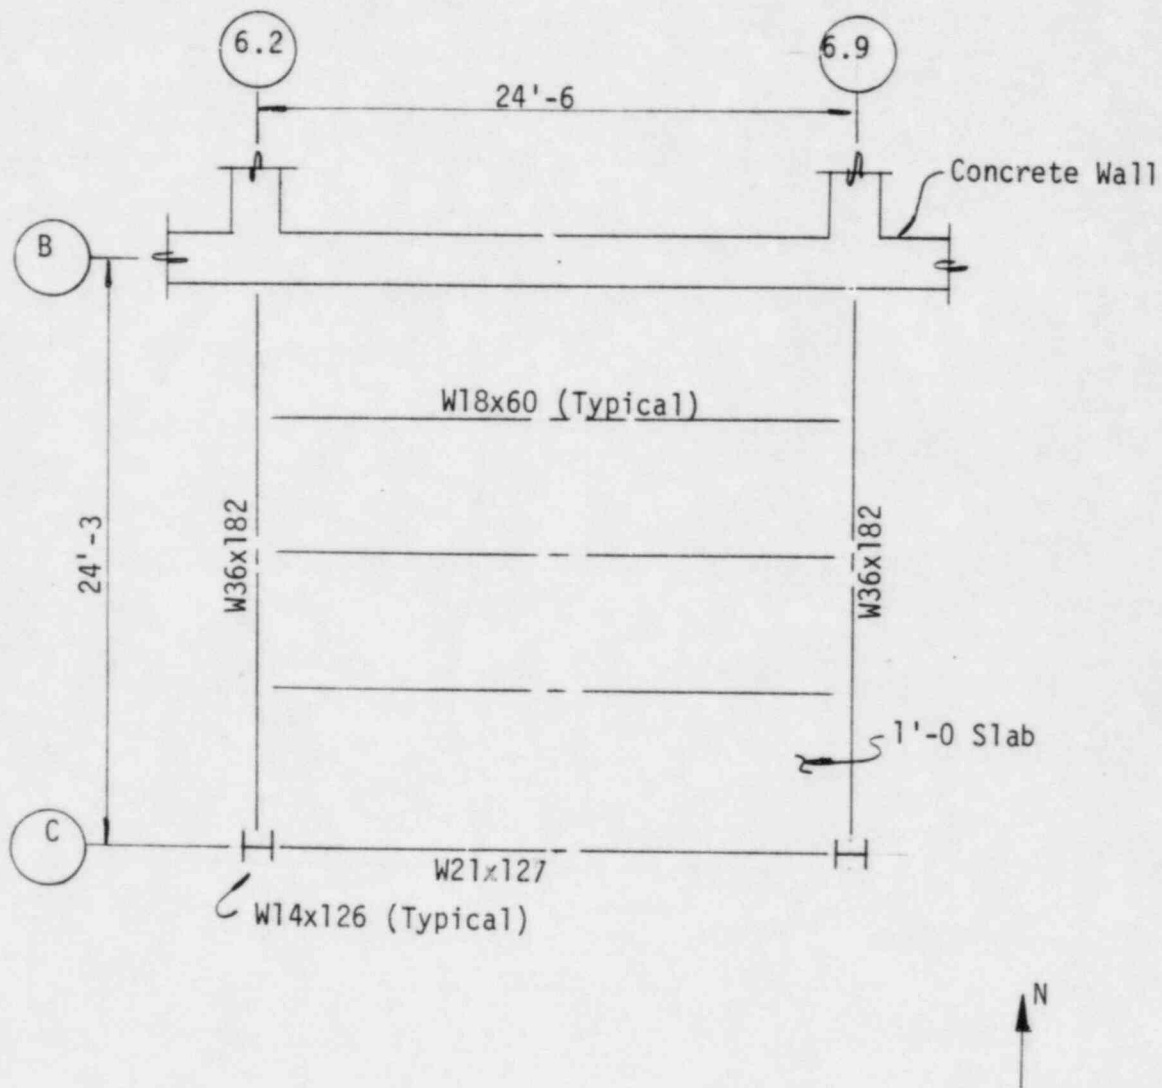 6.2
6.9
24'-6
Concrete Wall
B
W18x60 (Typical)
24'-3
W36x182
W36x182
1'-0 Slab
C
W21x127
W14x126 (Typical)
N